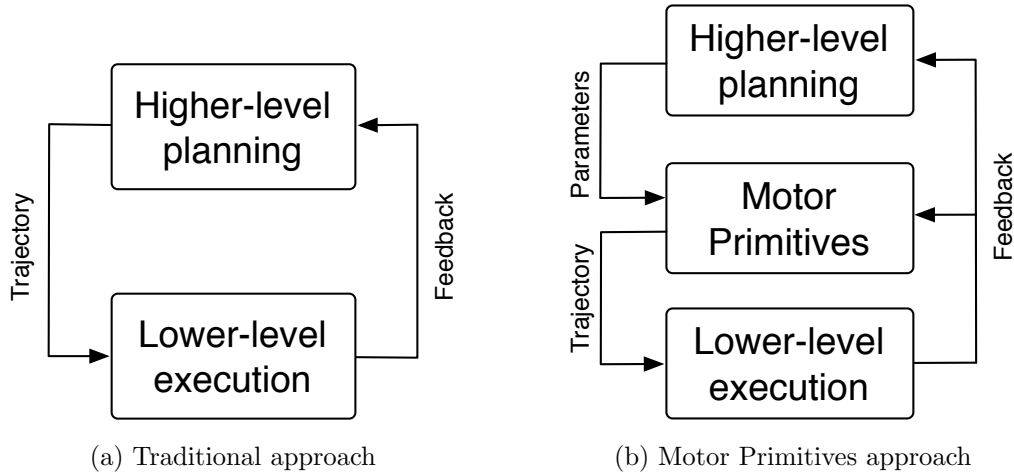 Higher-level
planning
Trajectory
Feedback
Lower-level
execution
(a) Traditional approach
Higher-level
planning
Parameters
Motor
Primitives
Feedback
Trajectory
Lower-level
execution
(b) Motor Primitives approach